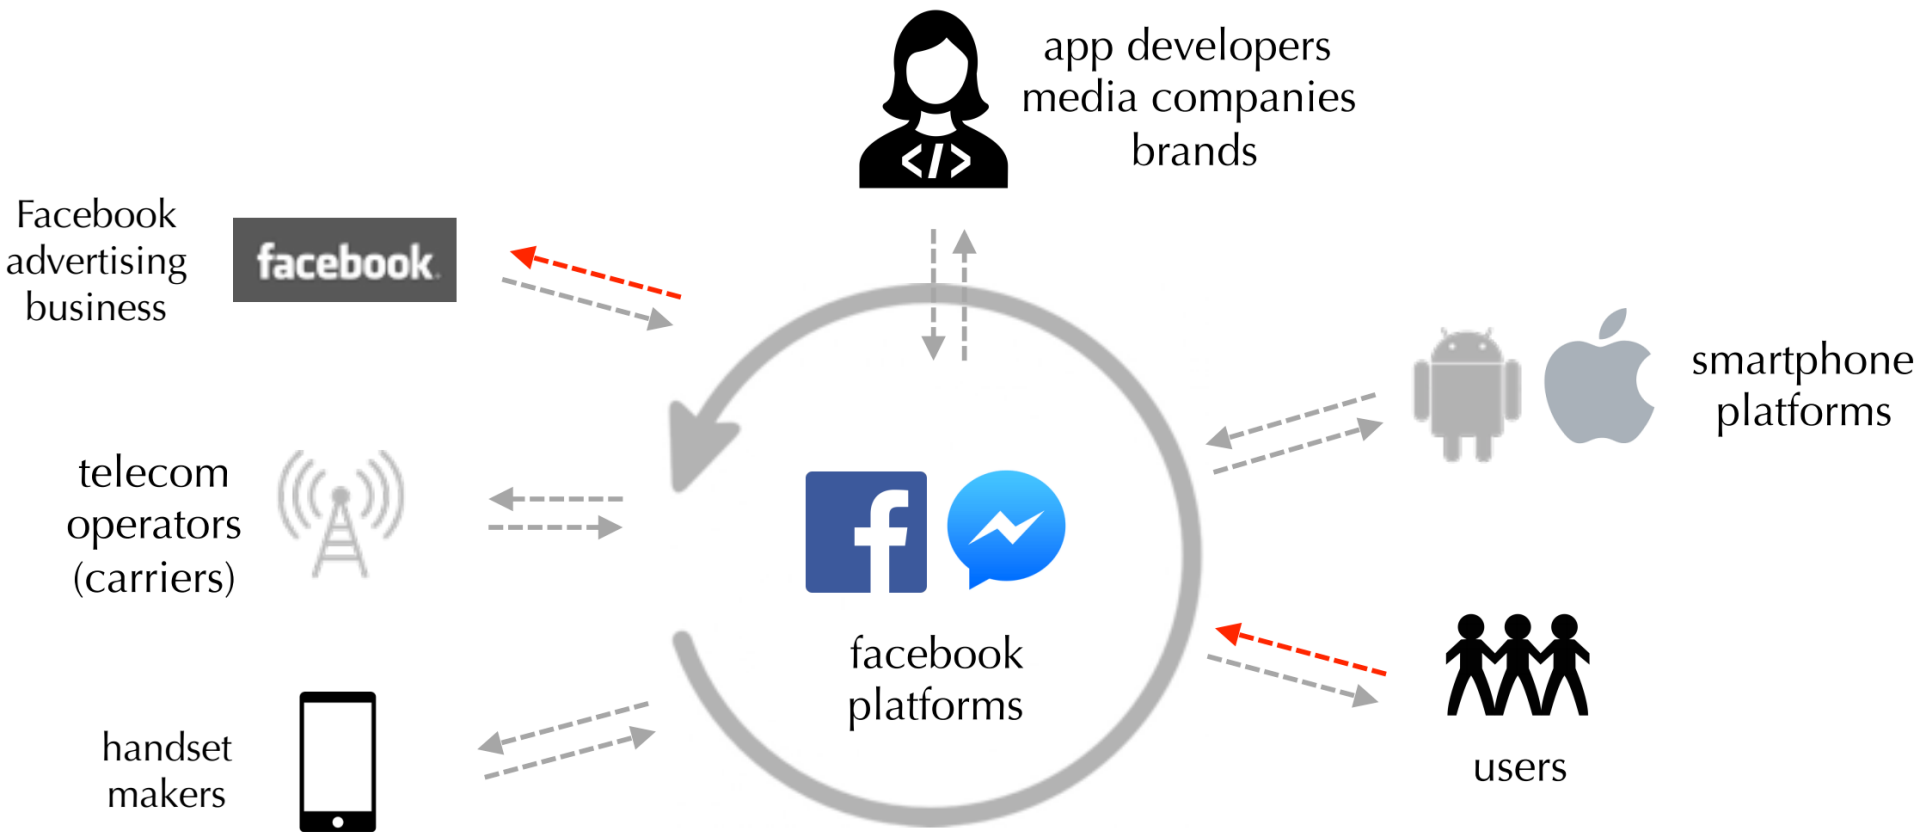 app developers
media companies
brands
</>
Facebook
advertising
business
facebook
smartphone
platforms
telecom
operators
(carriers)
f
facebook
platforms
handset
makers
users